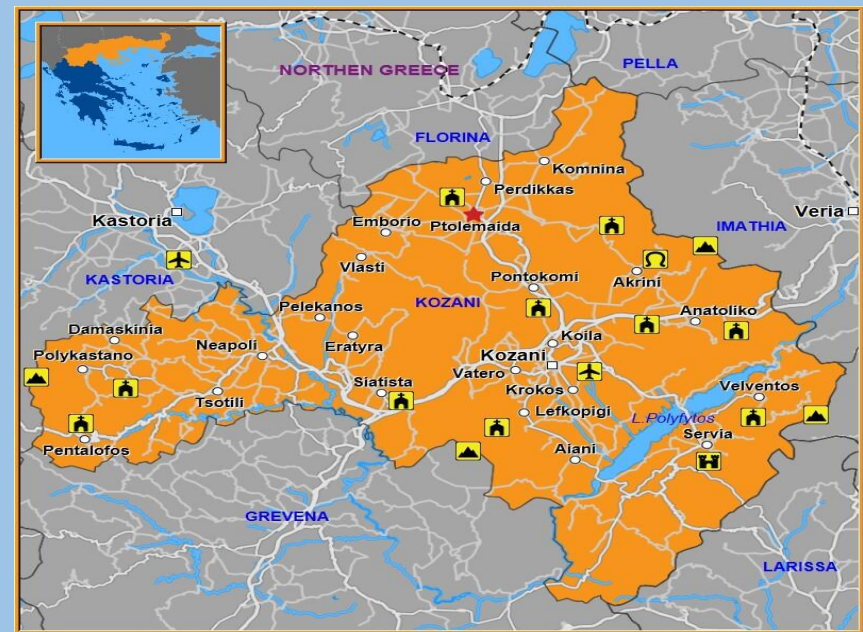 PELLA
NORTHEN GREECE
FLORINA
Komnina
Perdikkas
Kastoria
Veria
Emborio
Ptolemaida
IMATHIA
Vlasti
KASTORIA
Pontokomi
Akrini
Pelekanos
KOZANI
Anatoliko
Damaskinia
Neapoli
Eratyra
Koila
Polykastano
Kozani
Vatero
Siatista
Krokos
Velventos
Tsotili
Lefkopigi
L.Polyfytos
Servia
Pentalofos
Aiani
GREVENA
LARISSA